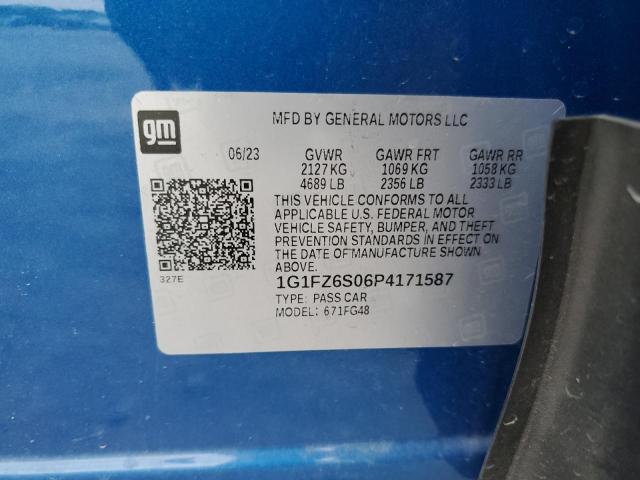 gm
MFD BY GENERAL MOTORS LLC
06/23 GVWR GAWR FRT GAWR RR
2127 KG 1069 KG 1058 KG
4689 LB 2356 LB 2333 LB
THIS VEHICLE CONFORMS TO ALL
APPLICABLE U.S. FEDERAL MOTOR
VEHICLE SAFETY, BUMPER, AND THEFT
PREVENTION STANDARDS IN EFFECT ON
THE DATE OF MANUFACTURE SHOWN
ABOVE.
327E
1G1FZ6S06P4171587
TYPE: PASS CAR
MODEL: 671FG48